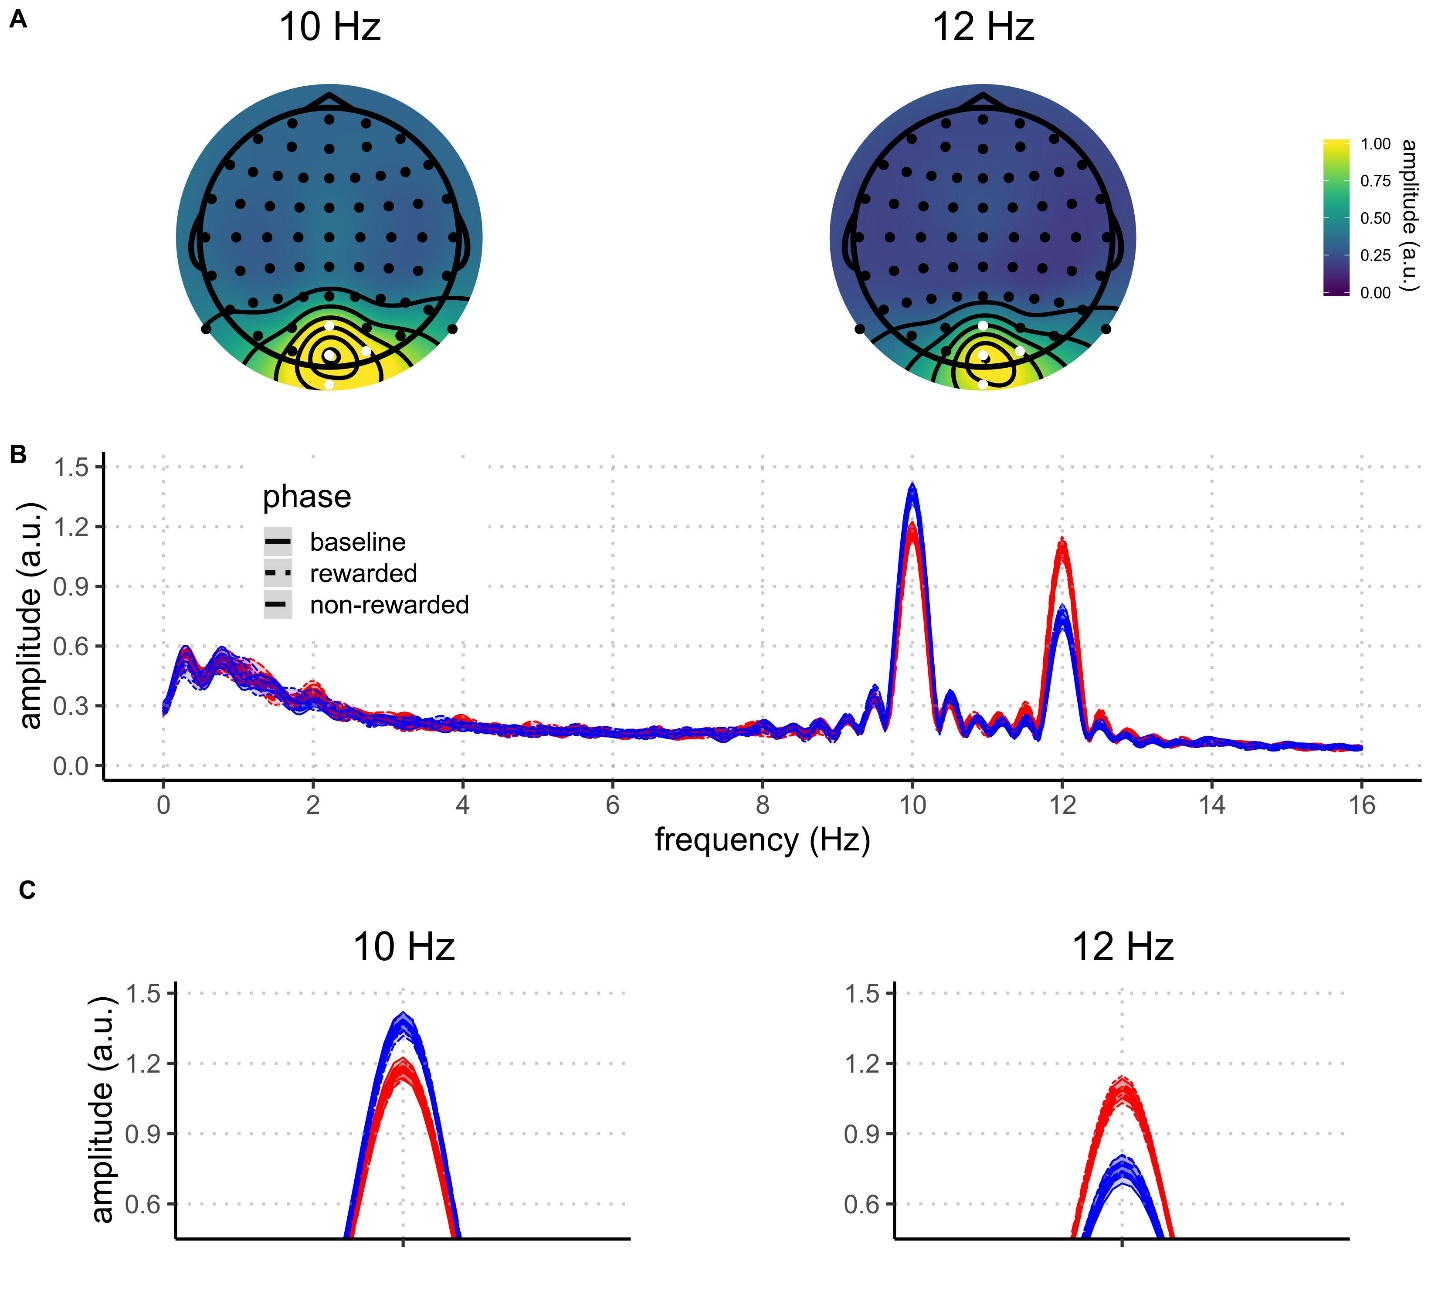 A
10 Hz
12 Hz
1.00
0.75
0.50
0.25
0.00
amplitude (a.u.)
B
1.5
1.2
0.9
0.6
0.3
0.0
amplitude (a.u.)
phase
baseline
rewarded
non-rewarded
0 2 4 6 8 10 12 14 16
frequency (Hz)
C
10 Hz
1.5
1.2
0.9
0.6
amplitude (a.u.)
12 Hz
1.5
1.2
0.9
0.6